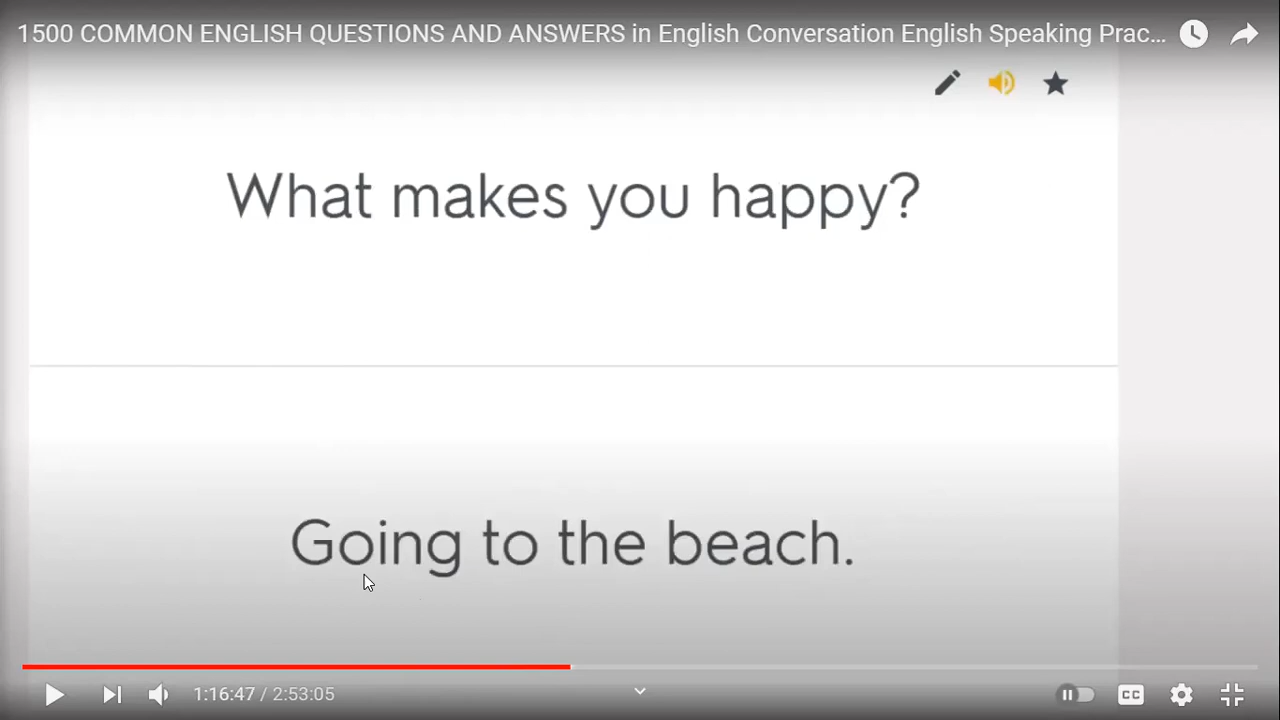 1500 COMMON ENGLISH QUESTIONS AND ANSWERS in English Conversation English Speaking Prac...
What makes you happy?
Going to the beach.
1:16:47 / 2:53:05
CC